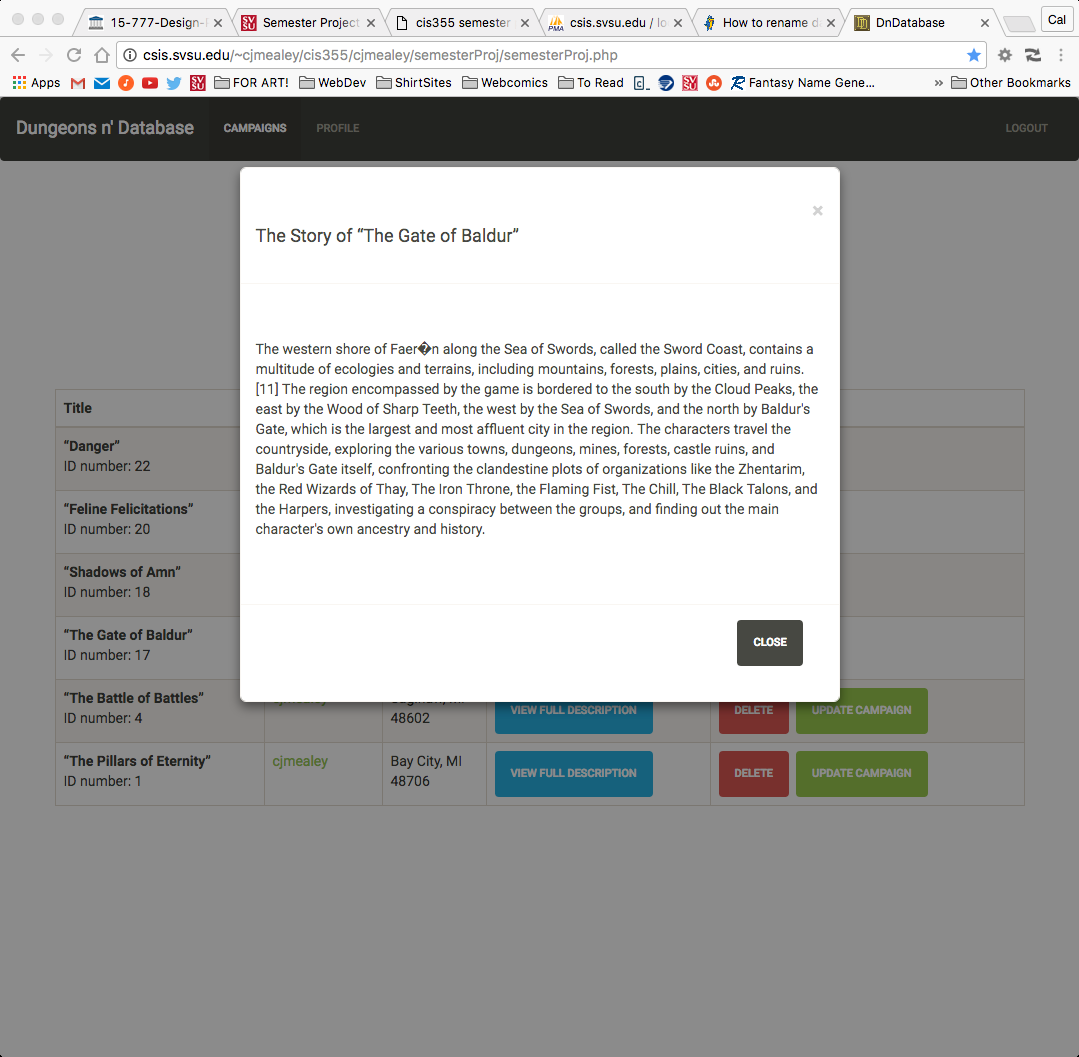 15-777-Design-
Semester Project
cis355 semester
csis.svsu.edu / lo
How to rename da
DnDatabase
Cal
csis.svsu.edu/~cjmealey/cis355/cjmealey/semesterProj/semesterProj.php
Apps
FOR ART!
WebDev
ShirtSites
Webcomics
To Read
Fantasy Name Gene...
»
Other Bookmarks
Dungeons n' Database
CAMPAIGNS
PROFILE
LOGOUT
×
The Story of “The Gate of Baldur”
The western shore of Faer�n along the Sea of Swords, called the Sword Coast, contains a
multitude of ecologies and terrains, including mountains, forests, plains, cities, and ruins.
[11] The region encompassed by the game is bordered to the south by the Cloud Peaks, the
east by the Wood of Sharp Teeth, the west by the Sea of Swords, and the north by Baldur's
Gate, which is the largest and most affluent city in the region. The characters travel the
countryside, exploring the various towns, dungeons, mines, forests, castle ruins, and
Baldur's Gate itself, confronting the clandestine plots of organizations like the Zhentarim,
the Red Wizards of Thay, The Iron Throne, the Flaming Fist, The Chill, The Black Talons, and
the Harpers, investigating a conspiracy between the groups, and finding out the main
character's own ancestry and history.
CLOSE
Title
“Danger”
ID number: 22
“Feline Felicitations”
ID number: 20
“Shadows of Amn”
ID number: 18
“The Gate of Baldur”
ID number: 17
“The Battle of Battles”
ID number: 4
48602
VIEW FULL DESCRIPTION
DELETE
UPDATE CAMPAIGN
“The Pillars of Eternity”
ID number: 1
cjmealey
Bay City, MI
48706
VIEW FULL DESCRIPTION
DELETE
UPDATE CAMPAIGN